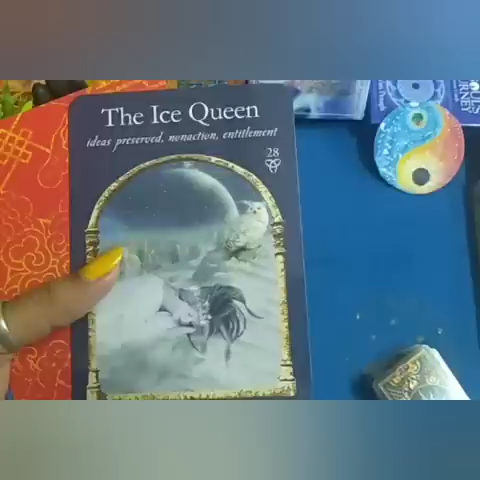 The Ice Queen
ideas preserved, nonaction, entitlement
28